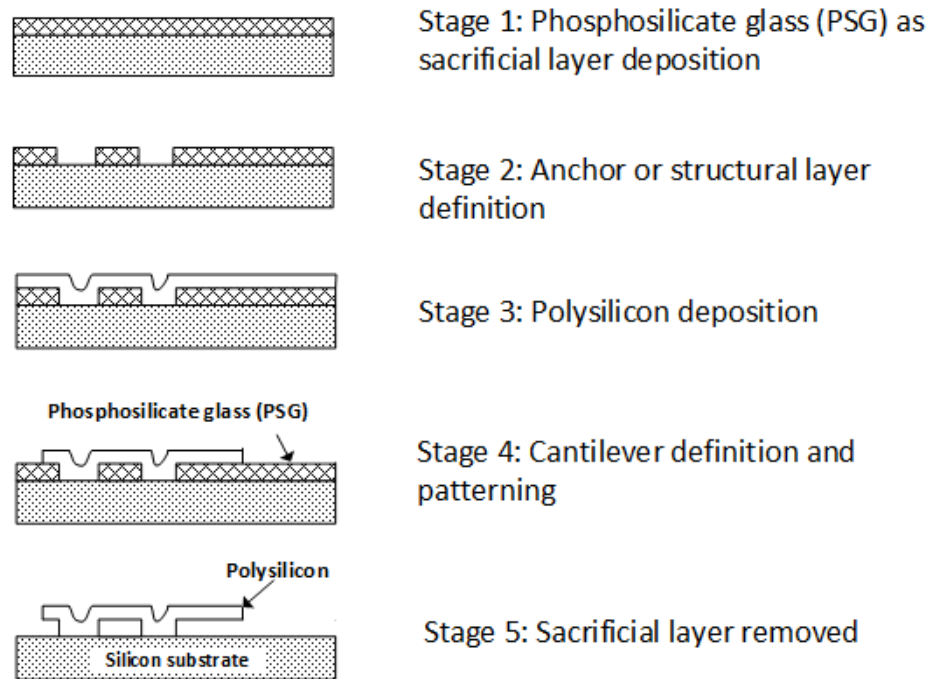 Stage 1: Phosphosilicate glass (PSG) as
sacrificial layer deposition
Stage 2: Anchor or structural layer
definition
Stage 3: Polysilicon deposition
Phosphosilicate glass (PSG)
Stage 4: Cantilever definition and
patterning
Polysilicon
Stage 5: Sacrificial layer removed
Silicon substrate